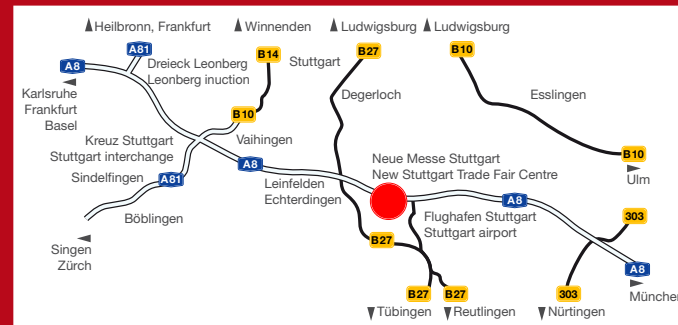 Heilbronn, Frankfurt
Winnenden
Ludwigsburg
Ludwigsburg
A81
B14
B27
B10
A8
Dreieck Leonberg
Leonberg inuction
Stuttgart
Karlsruhe
Frankfurt
Basel
Degerloch
Esslingen
B10
Kreuz Stuttgart
Stuttgart interchange
Vaihingen
B10
Ulm
A8
Neue Messe Stuttgart
New Stuttgart Trade Fair Centre
Sindelfingen
A81
Leinfelden
Echterdingen
A8
Böblingen
Flughafen Stuttgart
Stuttgart airport
303
B27
Singen
Zürch
A8
München
B27
B27
303
Tübingen
Reutlingen
Nürtingen